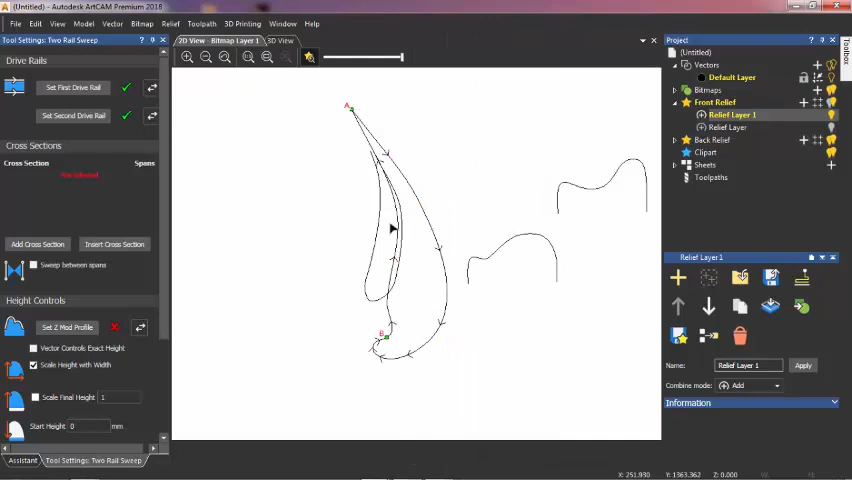 (Untitled) - Autodesk ArtCAM Premium 2018
File Edit View Model Vector Bitmap Relief Toolpath 3D Printing Window Help
Tool Settings: Two Rail Sweep
Drive Rails
Set First Drive Rail
Set Second Drive Rail
Cross Sections
Cross Section Spans
Not selected
Add Cross Section Insert Cross Section
Sweep between spans
Height Controls
Set Z Mod Profile
Vector Controls Exact Height
Scale Height with Width
Scale Final Height 1
Start Height 0 mm
Assistant Tool Settings: Two Rail Sweep
2D View - Bitmap Layer 1 3D View
A
B
Project
(Untitled)
Vectors
Default Layer
Bitmaps
Front Relief
Relief Layer 1
Relief Layer
Back Relief
Clipart
Sheets
Toolpaths
Toolbox
Relief Layer 1
Name: Relief Layer 1 Apply
Combine mode: Add
Information
X: 251.930 Y: 1363.362 Z: 0.000 W: H: